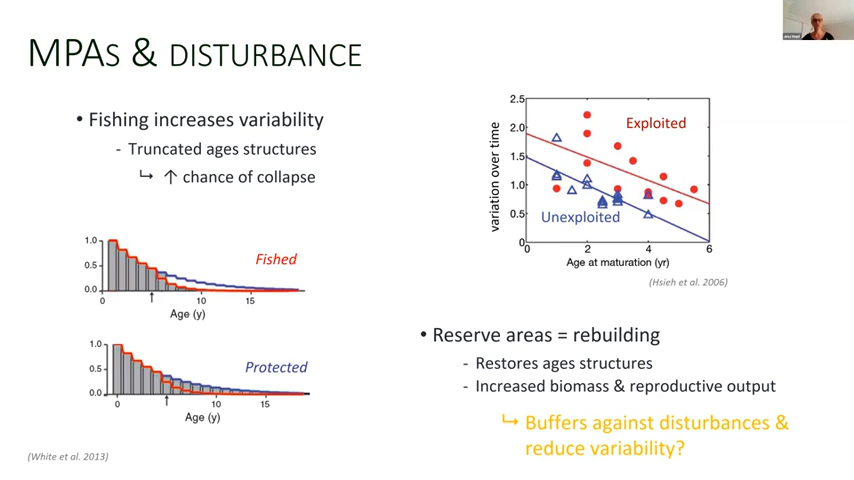 MPAS & DISTURBANCE
• Fishing increases variability
- Truncated ages structures
↳ ↑ chance of collapse
1.0
0.5
0.0
Fished
0
10
15
Age (y)
1.0
0.5
0.0
Protected
0
10
15
Age (y)
(White et al. 2013)
variation over time
2.5
2.0
1.5
1.0
0.5
0
Exploited
Unexploited
0
2
4
6
Age at maturation (yr)
(Hsieh et al. 2006)
• Reserve areas = rebuilding
- Restores ages structures
- Increased biomass & reproductive output
↳ Buffers against disturbances &
reduce variability?